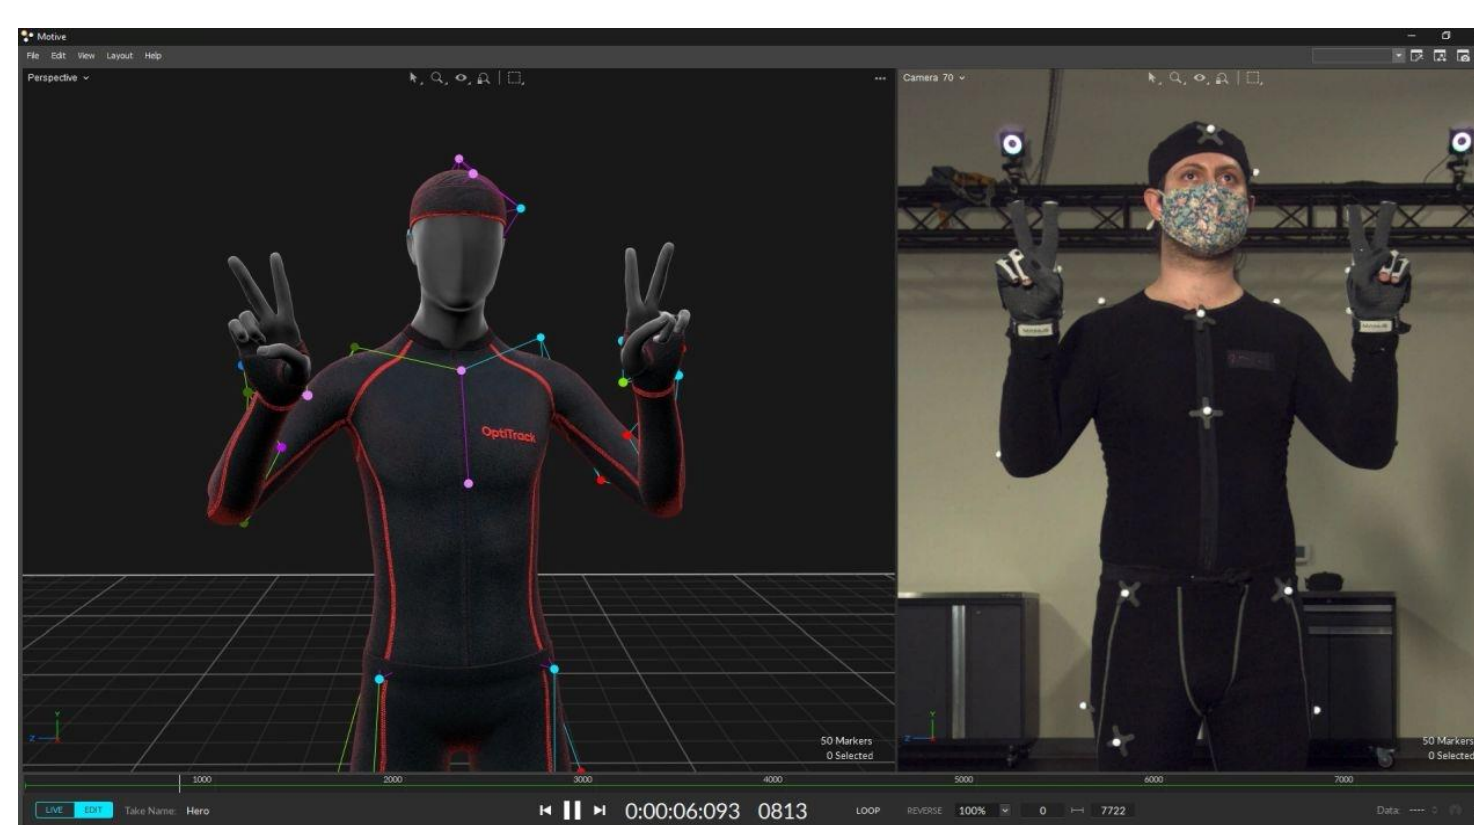 Motive
File Edit View Layout Help
Perspective
Camera 70
OptiTrack
MANUS
Y
Z
50 Markers
0 Selected
Y
Z
50 Markers
0 Selected
1000 2000 3000 4000 5000 6000 7000
LIVE EDIT Take Name: Hero 0:00:06:093 0813 LOOP REVERSE 100% 0 7722 Data: ----